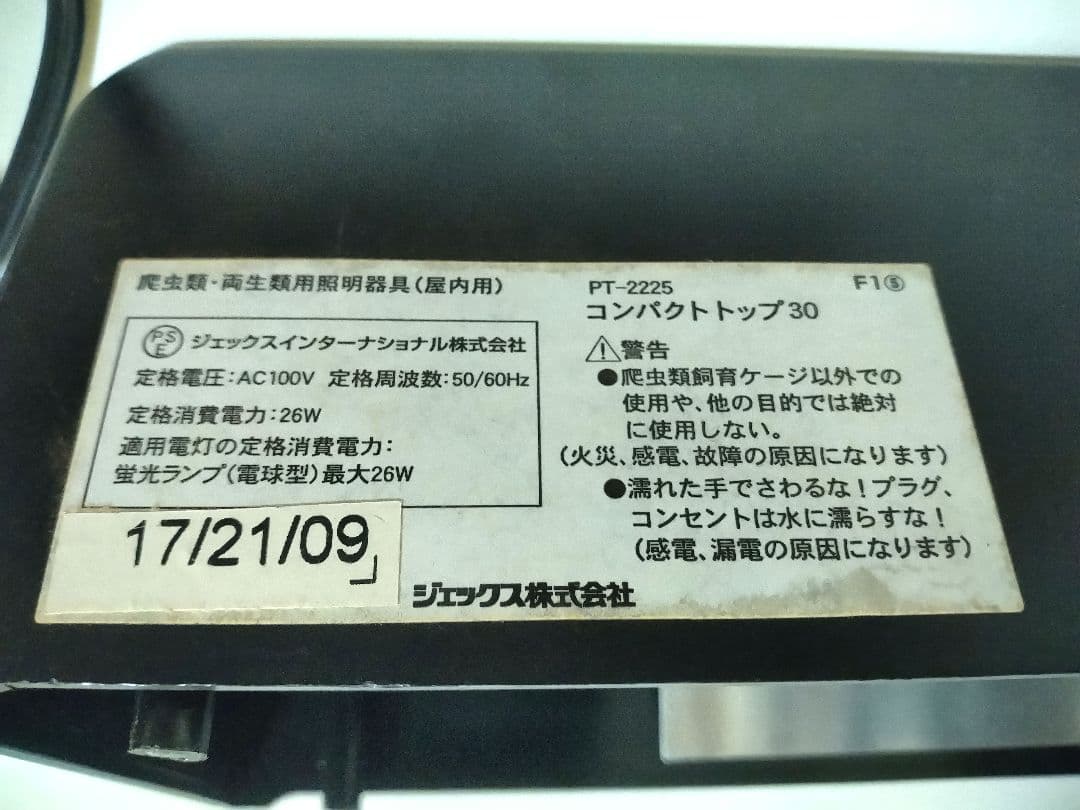 爬虫類・両生類用照明器具(屋内用)
PSE ジェックスインターナショナル株式会社
定格電圧:AC100V 定格周波数:50/60Hz
定格消費電力:26W
適用電灯の定格消費電力:
蛍光ランプ(電球型)最大26W
17/21/09
PT-2225
F1Ⓢ
コンパクトトップ30
⚠警告
●爬虫類飼育ケージ以外での
使用や、他の目的では絶対
に使用しない。
(火災、感電、故障の原因になります)
●濡れた手でさわるな!プラグ、
コンセントは水に濡らすな!
(感電、漏電の原因になります)
ジェックス株式会社